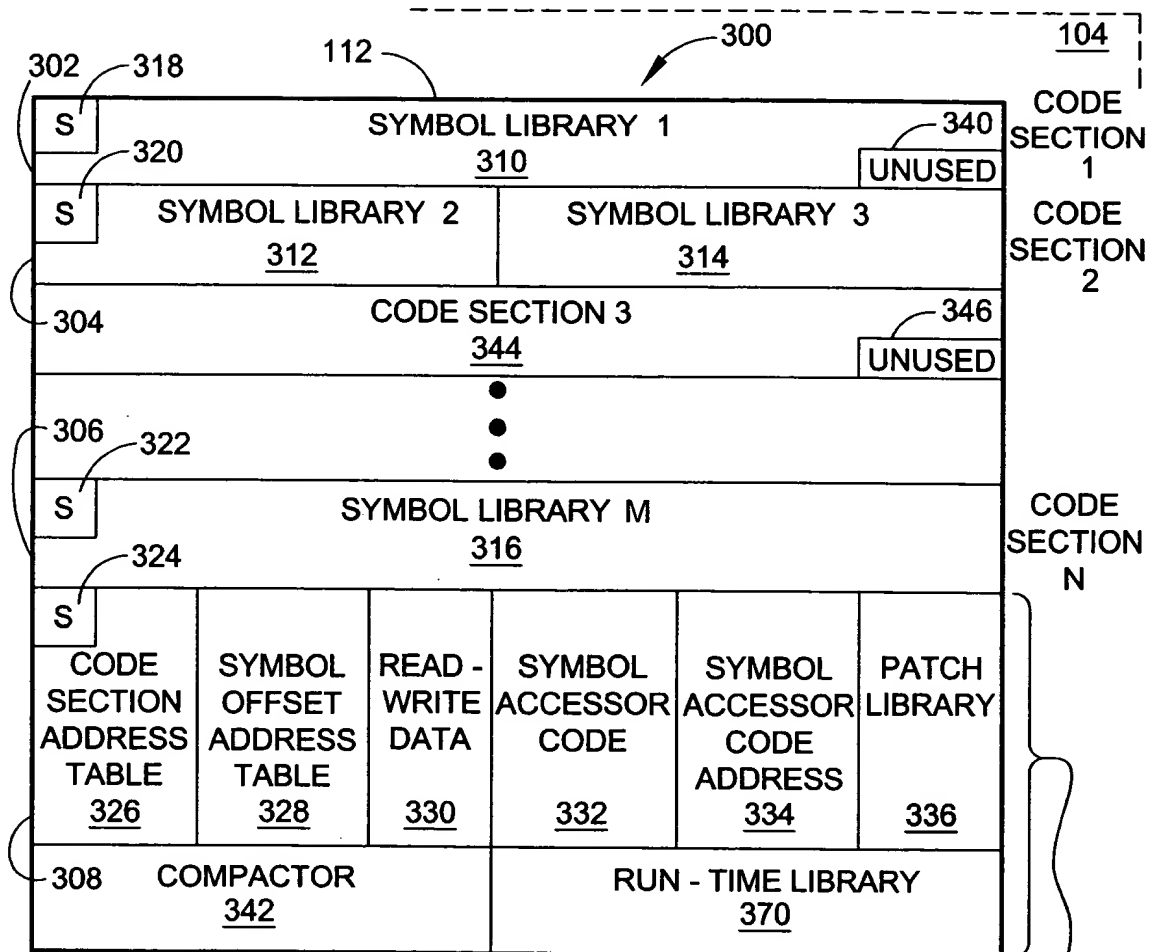 300
104
302
318
112
S
SYMBOL LIBRARY 1
310
340
UNUSED
CODE
SECTION
1
320
S
SYMBOL LIBRARY 2
312
SYMBOL LIBRARY 3
314
CODE
SECTION
2
304
CODE SECTION 3
344
346
UNUSED
306
322
S
SYMBOL LIBRARY M
316
CODE
SECTION
N
324
S
CODE
SECTION
ADDRESS
TABLE
326
SYMBOL
OFFSET
ADDRESS
TABLE
328
READ -
WRITE
DATA
330
SYMBOL
ACCESSOR
CODE
332
SYMBOL
ACCESSOR
CODE
ADDRESS
334
PATCH
LIBRARY
336
308
COMPACTOR
342
RUN - TIME LIBRARY
370